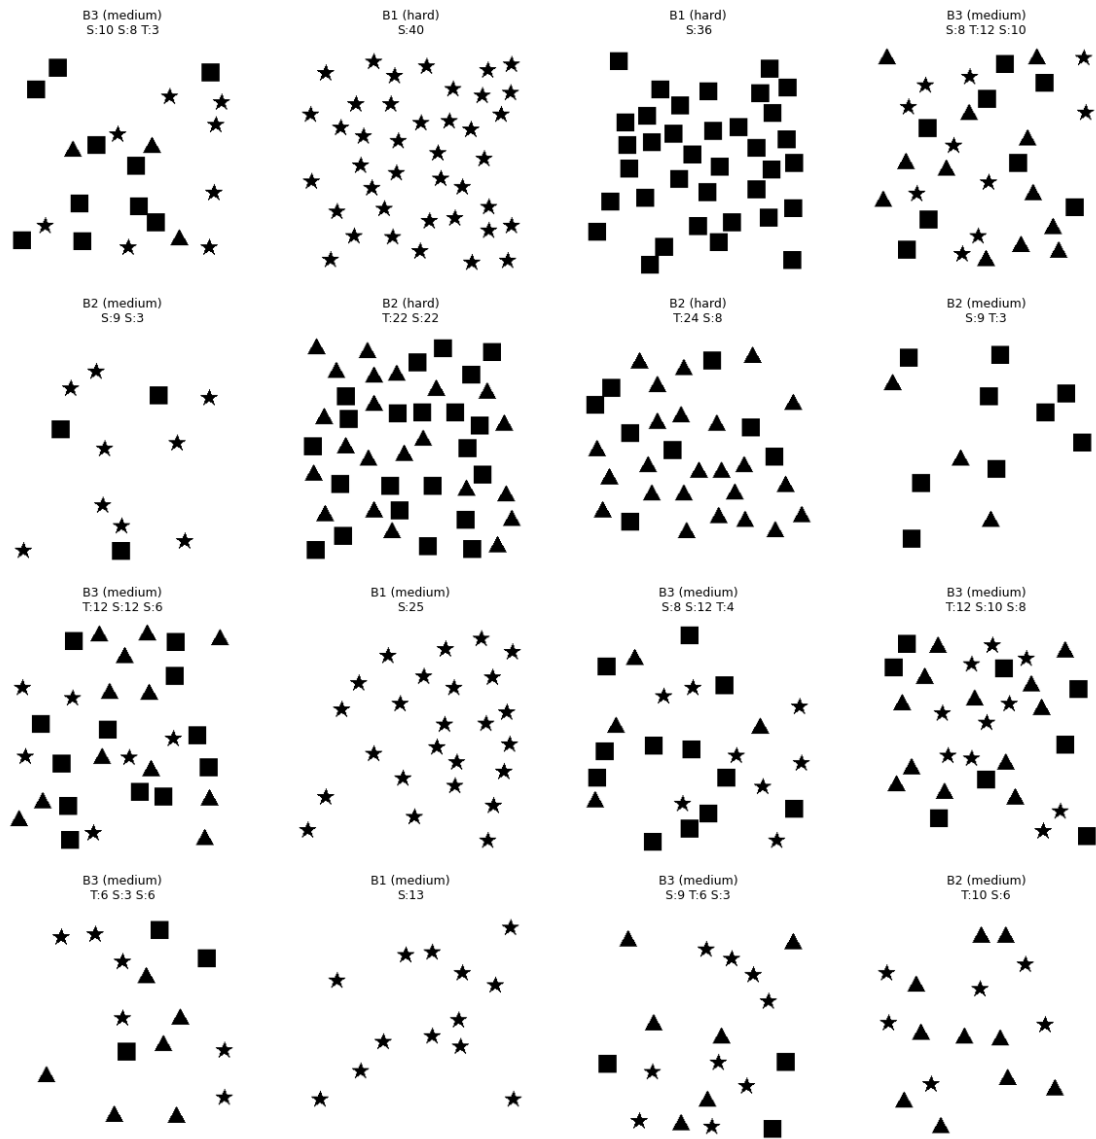 B3 (medium)
S:10 S:8 T:3
B1 (hard)
S:40
B1 (hard)
S:36
B3 (medium)
S:8 T:12 S:10
B2 (medium)
S:9 S:3
B2 (hard)
T:22 S:22
B2 (hard)
T:24 S:8
B2 (medium)
S:9 T:3
B3 (medium)
T:12 S:12 S:6
B1 (medium)
S:25
B3 (medium)
S:8 S:12 T:4
B3 (medium)
T:12 S:10 S:8
B3 (medium)
T:6 S:3 S:6
B1 (medium)
S:13
B3 (medium)
S:9 T:6 S:3
B2 (medium)
T:10 S:6